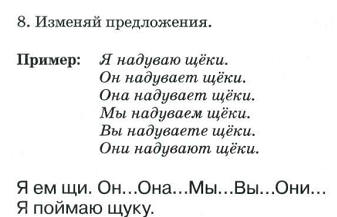 8. Изменяй предложения.
Пример: Я надуваю щёки.
Он надувает щёки.
Она надувает щёки.
Мы надуваем щёки.
Вы надуваете щёки.
Они надувают щёки.
Я ем щи. Он...Она...Мы...Вы...Они...
Я поймаю щуку.